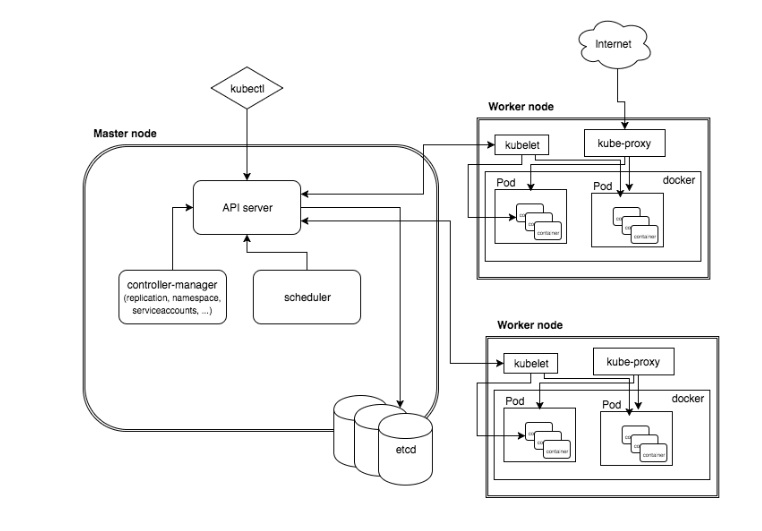 Internet
kubectl
Worker node
Master node
kubelet
kube-proxy
docker
Pod
Pod
API server
container
container
controller-manager
(replication, namespace,
serviceaccounts, ...)
scheduler
Worker node
kubelet
kube-proxy
docker
Pod
Pod
container
container
etcd